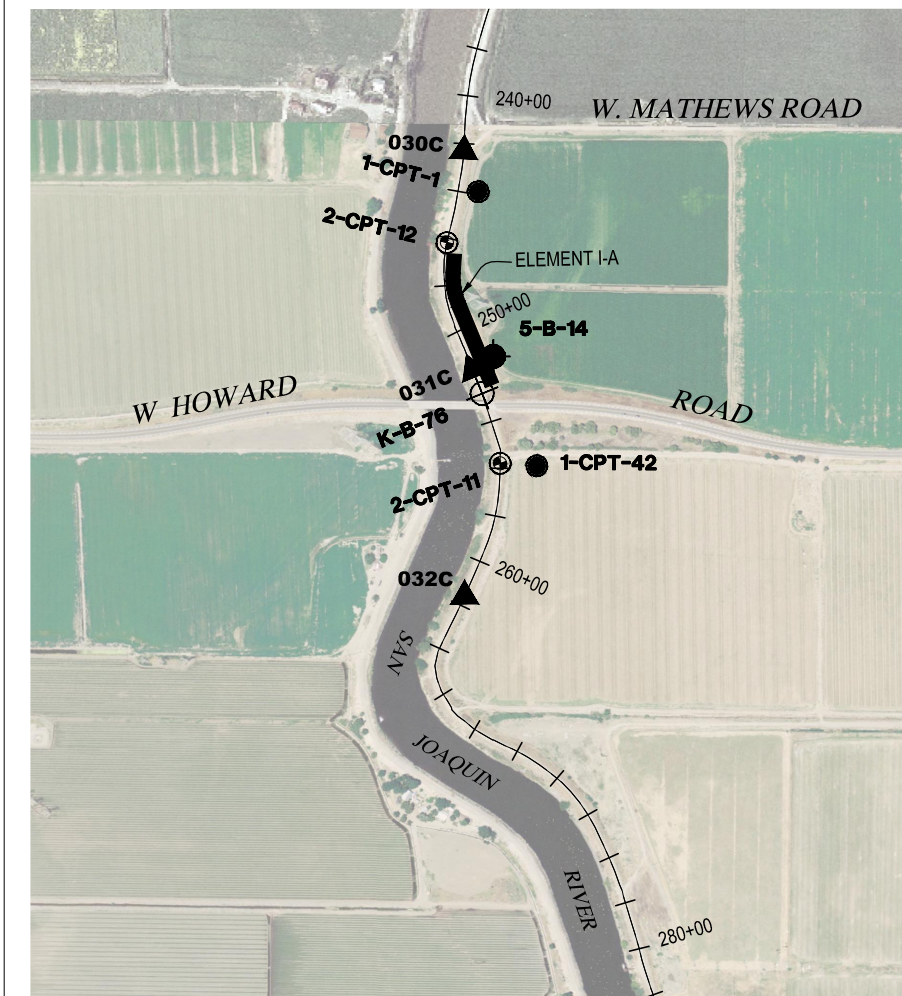 240+00
W. MATHEWS ROAD
030C
1-CPT-1
2-CPT-12
ELEMENT I-A
250+00
5-B-14
031C
W HOWARD ROAD
K-B-76
1-CPT-42
2-CPT-11
260+00
032C
SAN
JOAQUIN
RIVER
280+00